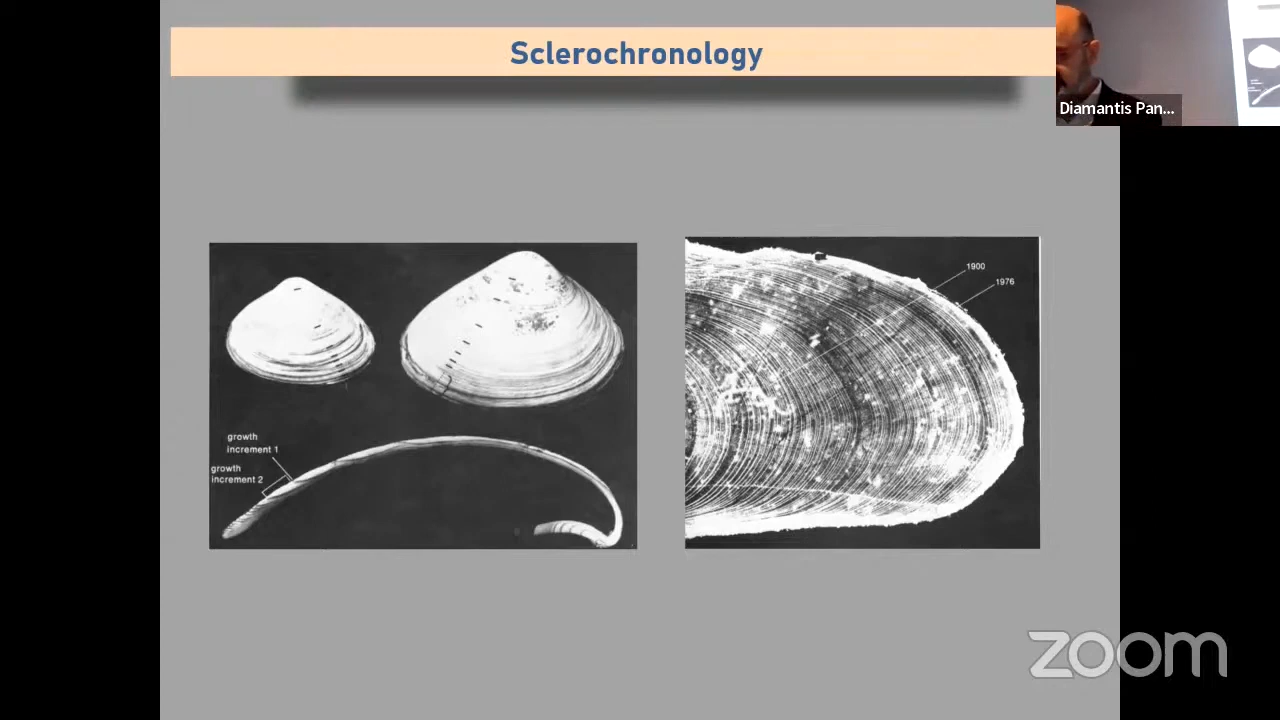 Sclerochronology
Diamantis Pan...
1900
1976
growth
increment 1
growth
increment 2
zoom